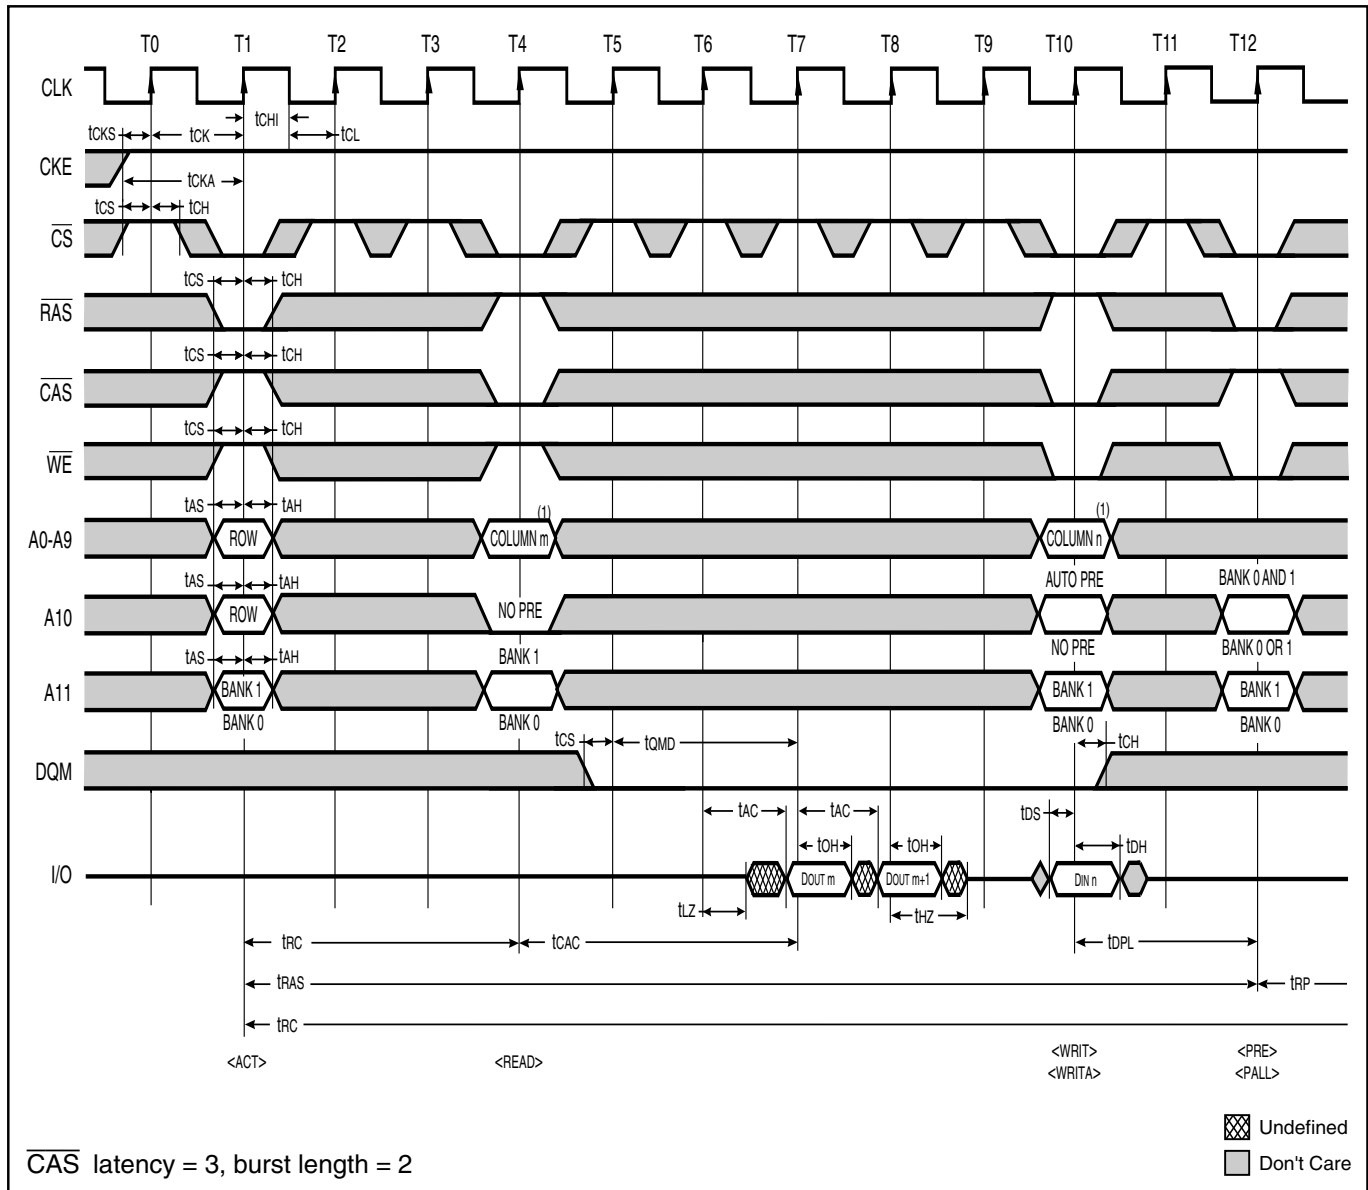 T0 T1 T2 T3 T4 T5 T6 T7 T8 T9 T10 T11 T12
CLK
tCHI
tCKS tCK tCL
CKE
tCKA
tCS tCH
CS
tCS tCH
RAS
tCS tCH
CAS
tCS tCH
WE
tAS tAH (1) (1)
A0-A9 ROW COLUMN m COLUMN n
tAS tAH AUTO PRE BANK 0 AND 1
A10 ROW NO PRE
tAS tAH BANK 1 NO PRE BANK 0 OR 1
A11 BANK 1 BANK 1 BANK 1
BANK 0 BANK 0 BANK 0 BANK 0
tCS tQMD tCH
DQM
tAC tAC tDS
tOH tOH tDH
I/O DOUT m DOUT m+1 DIN n
tLZ tHZ
tRC tCAC tDPL
tRAS tRP
tRC
<ACT> <READ> <WRIT> <PRE>
<WRITA> <PALL>
Undefined
CAS latency = 3, burst length = 2 Don't Care